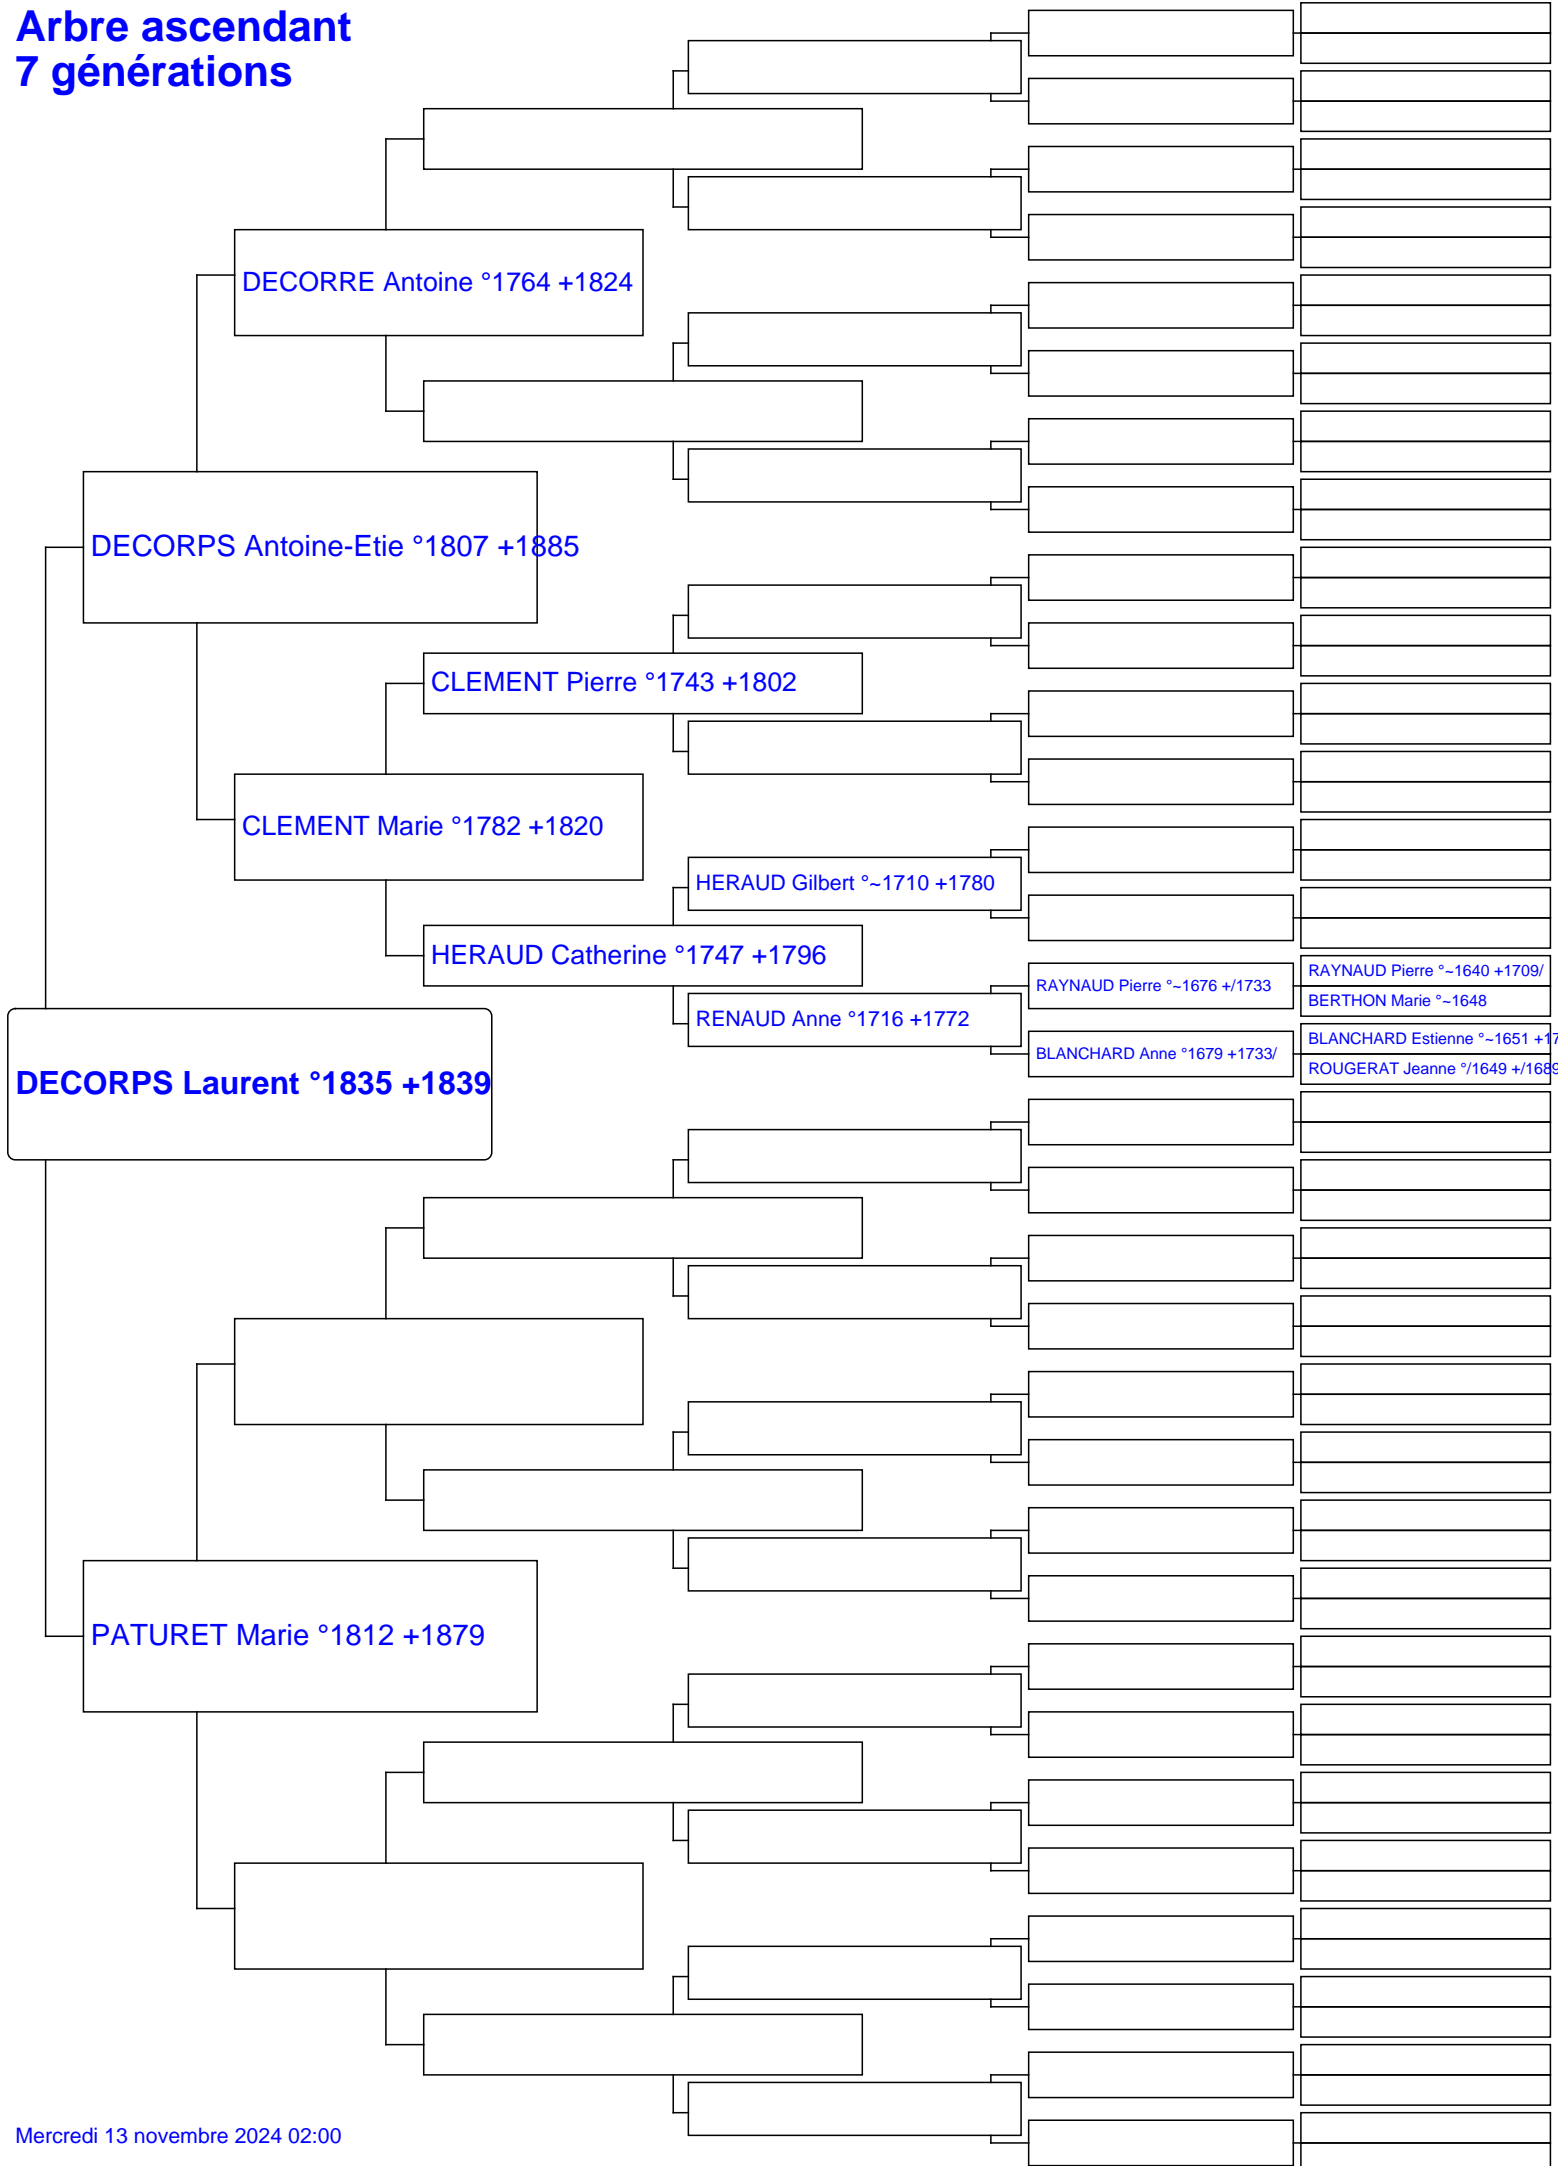 Arbre ascendant
7 générations
DECORRE Antoine °1764 +1824
DECORPS Antoine-Etie °1807 +1885
CLEMENT Pierre °1743 +1802
CLEMENT Marie °1782 +1820
HERAUD Gilbert °~1710 +1780
HERAUD Catherine °1747 +1796
RAYNAUD Pierre °~1640 +1709/
RAYNAUD Pierre °~1676 +/1733
BERTHON Marie °~1648
RENAUD Anne °1716 +1772
BLANCHARD Estienne °~1651 +17
BLANCHARD Anne °1679 +1733/
ROUGERAT Jeanne °/1649 +/1689
DECORPS Laurent °1835 +1839
PATURET Marie °1812 +1879
Mercredi 13 novembre 2024 02:00